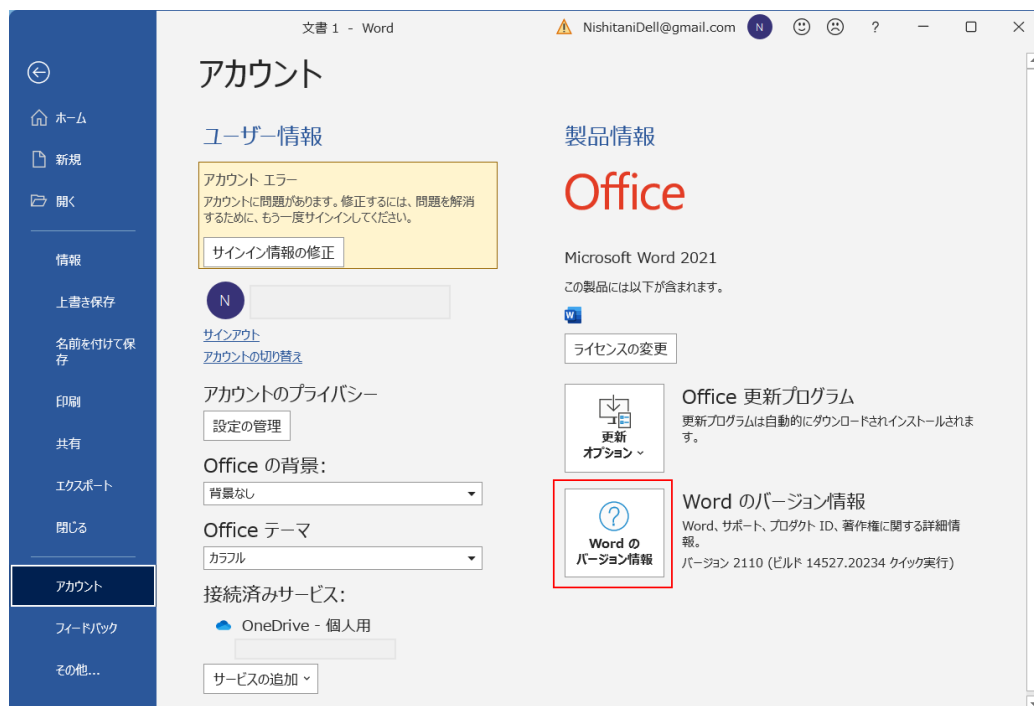 文書 1 - Word
NishitaniDell@gmail.com
N
?
ホーム
新規
開く
情報
上書き保存
名前を付けて保
存
印刷
共有
エクスポート
閉じる
アカウント
フィードバック
その他...
アカウント
ユーザー情報
アカウント エラー
アカウントに問題があります。修正するには、問題を解消
するために、もう一度サインインしてください。
サインイン情報の修正
N
サインアウト
アカウントの切り替え
アカウントのプライバシー
設定の管理
Office の背景:
背景なし
Office テーマ
カラフル
接続済みサービス:
OneDrive - 個人用
サービスの追加
製品情報
Office
Microsoft Word 2021
この製品には以下が含まれます。
ライセンスの変更
更新
オプション
Office 更新プログラム
更新プログラムは自動的にダウンロードされインストールされま
す。
?
Word の
バージョン情報
Word のバージョン情報
Word、サポート、プロダクト ID、著作権に関する詳細情
報。
バージョン 2110 (ビルド 14527.20234 クイック実行)